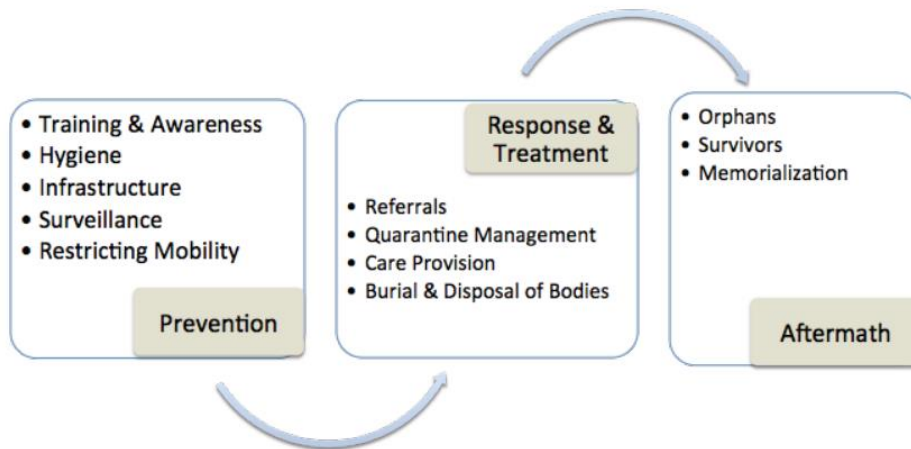 • Training & Awareness
• Hygiene
• Infrastructure
• Surveillance
• Restricting Mobility
Prevention
Response &
Treatment
• Referrals
• Quarantine Management
• Care Provision
• Burial & Disposal of Bodies
• Orphans
• Survivors
• Memorialization
Aftermath